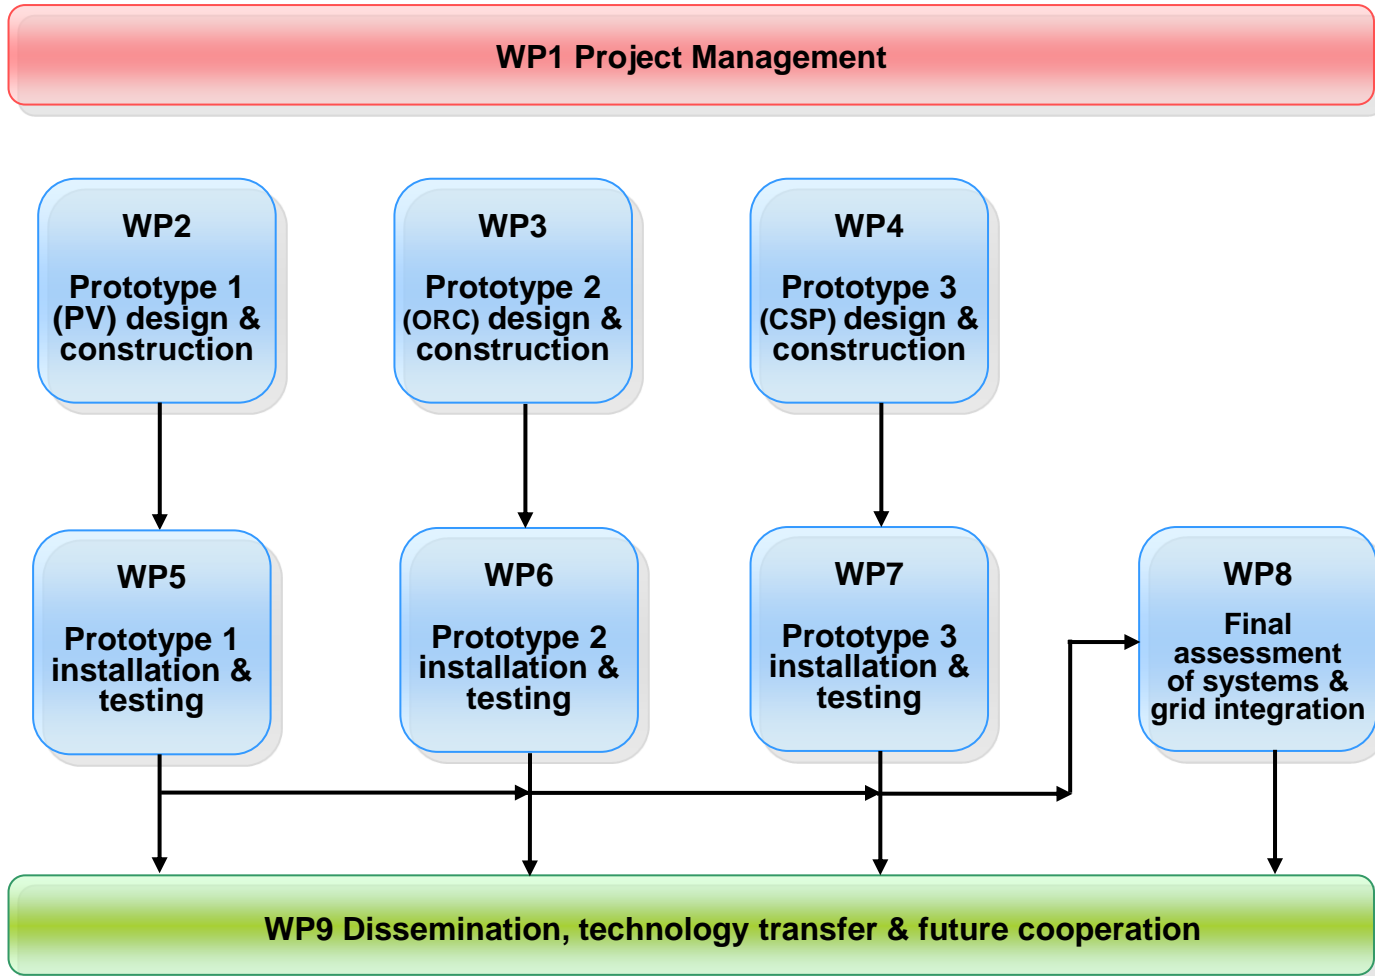 WP1 Project Management
WP2
Prototype 1
(PV) design &
construction
WP3
Prototype 2
(ORC) design &
construction
WP4
Prototype 3
(CSP) design &
construction
WP5
Prototype 1
installation &
testing
WP6
Prototype 2
installation &
testing
WP7
Prototype 3
installation &
testing
WP8
Final
assessment
of systems &
grid integration
WP9 Dissemination, technology transfer & future cooperation